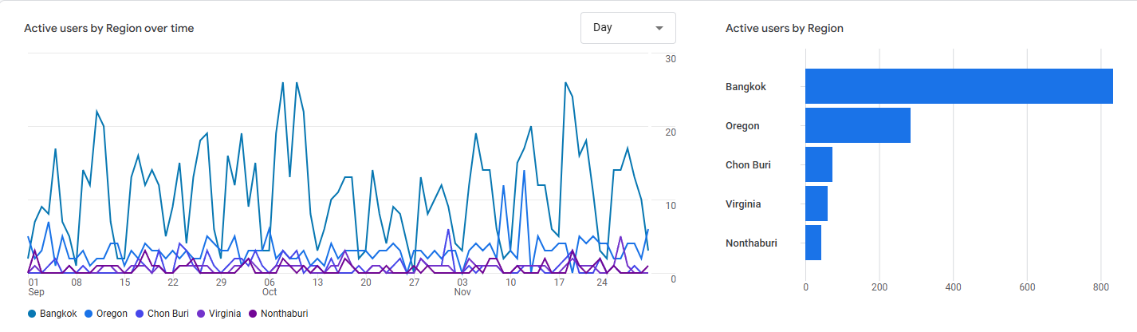 Active users by Region over time
Day
30
20
10
0
01 08 15 22 29 06 13 20 27 03 10 17 24
Sep Oct Nov
Bangkok Oregon Chon Buri Virginia Nonthaburi
Active users by Region
Bangkok
Oregon
Chon Buri
Virginia
Nonthaburi
0 200 400 600 800